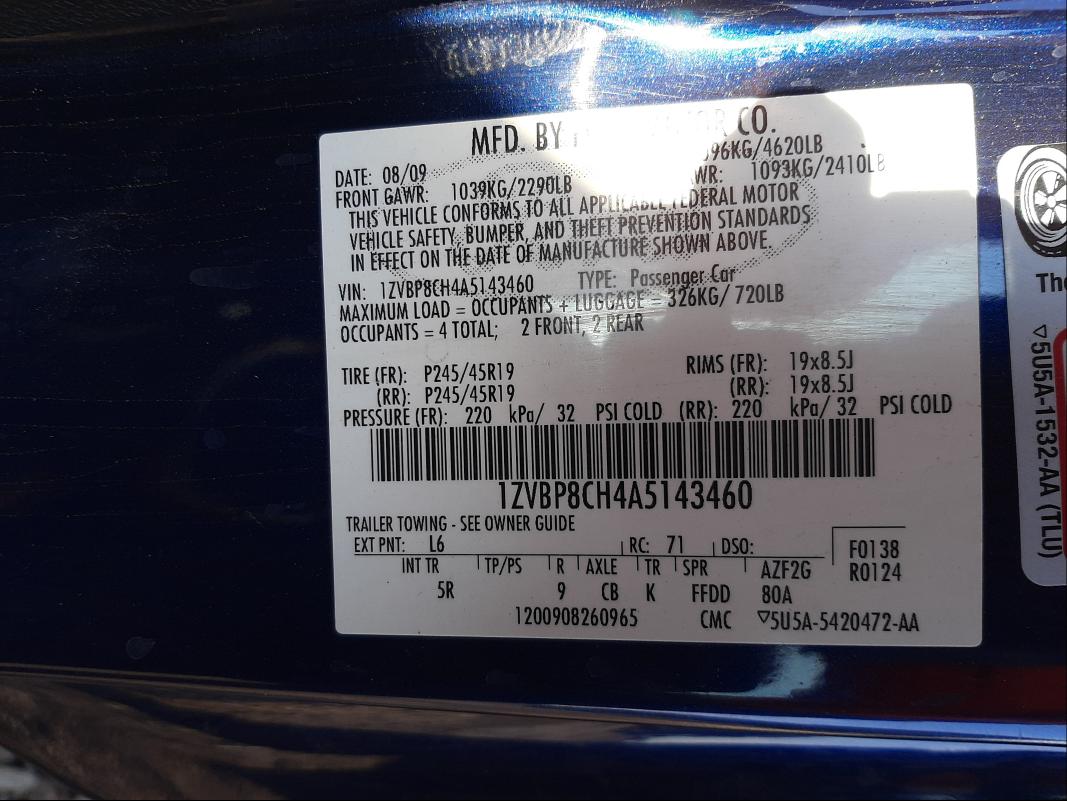 MFD. BY MOTOR CO.
DATE: 08/09 96KG/4620LB
FRONT GAWR: 1039KG/2290LB WR: 1093KG/2410LB
THIS VEHICLE CONFORMS TO ALL APPLICABLE FEDERAL MOTOR
VEHICLE SAFETY, BUMPER, AND THEFT PREVENTION STANDARDS
IN EFFECT ON THE DATE OF MANUFACTURE SHOWN ABOVE.
VIN: 1ZVBP8CH4A5143460 TYPE: Passenger Car
MAXIMUM LOAD = OCCUPANTS + LUGGAGE = 326KG/ 720LB
OCCUPANTS = 4 TOTAL; 2 FRONT, 2 REAR
TIRE (FR): P245/45R19 RIMS (FR): 19x8.5J
(RR): P245/45R19 (RR): 19x8.5J
PRESSURE (FR): 220 kPa/ 32 PSI COLD (RR): 220 kPa/ 32 PSI COLD
1ZVBP8CH4A5143460
TRAILER TOWING - SEE OWNER GUIDE
EXT PNT: L6 RC: 71 DSO: F0138
INT TR TP/PS R AXLE TR SPR AZF2G R0124
5R 9 CB K FFDD 80A
1200908260965 CMC ▽5U5A-5420472-AA
The
▽5U5A-1532-AA (TLU)